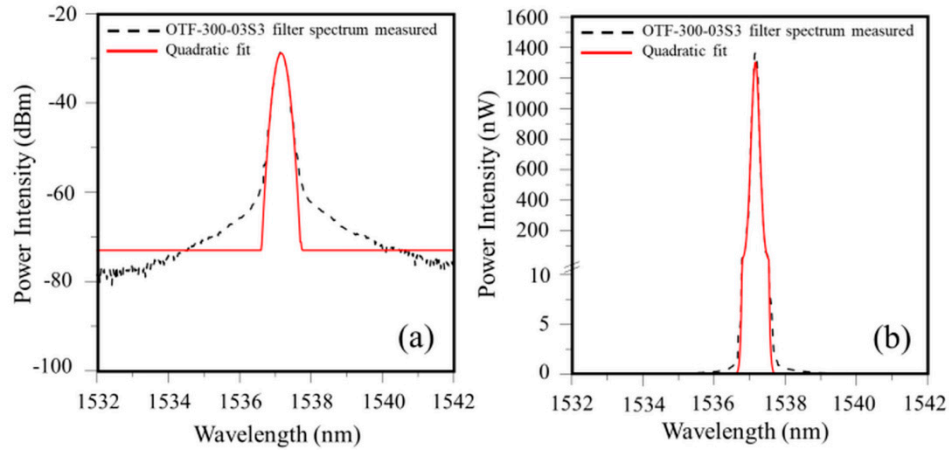 -20
-40
-60
-80
-100
Power Intensity (dBm)
OTF-300-03S3 filter spectrum measured
Quadratic fit
(a)
1532 1534 1536 1538 1540 1542
Wavelength (nm)
1600
1400
1200
1000
800
600
400
200
10
5
0
Power Intensity (nW)
OTF-300-03S3 filter spectrum measured
Quadratic fit
(b)
1532 1534 1536 1538 1540 1542
Wavelength (nm)